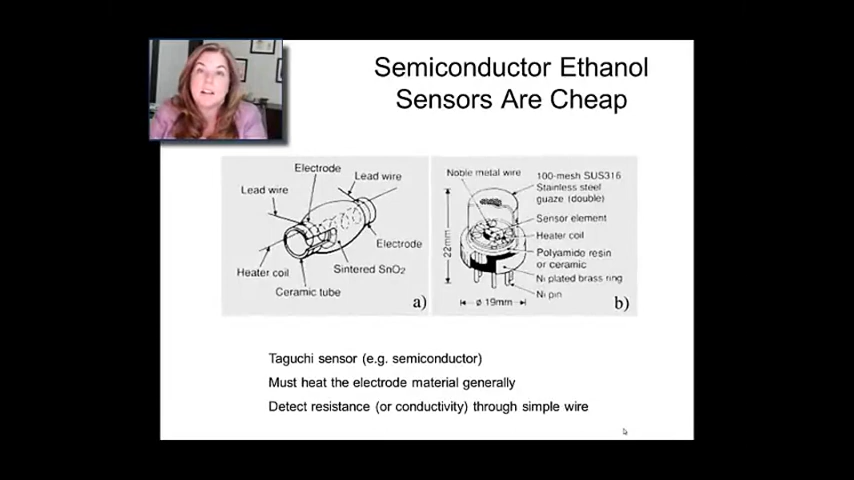 Semiconductor Ethanol
Sensors Are Cheap
Electrode
Lead wire
Lead wire
Electrode
Heater coil
Sintered SnO2
Ceramic tube
a)
Noble metal wire
100-mesh SUS316
Stainless steel
guaze (double)
Sensor element
Heater coil
Polyamido resin
or ceramic
Ni plated brass ring
Ni pin
22mm
ø 19mm
b)
Taguchi sensor (e.g. semiconductor)
Must heat the electrode material generally
Detect resistance (or conductivity) through simple wire